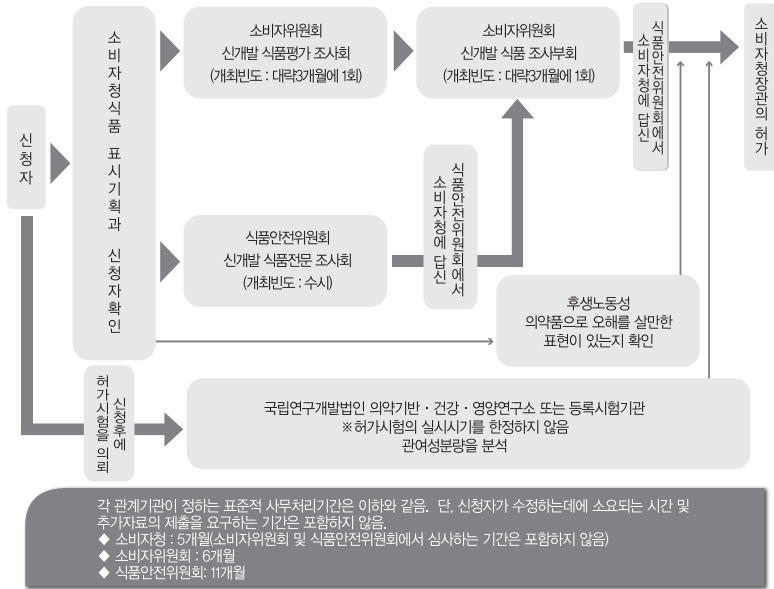 신청자
소비자청식품 표시기획과 신청자확인
소비자위원회
신개발 식품평가 조사회
(개최빈도 : 대략3개월에 1회)
소비자위원회
신개발 식품 조사부회
(개최빈도 : 대략3개월에 1회)
식품안전위원회에서
소비자청에 답신
소비자청장관의 허가
식품안전위원회
신개발 식품전문 조사회
(개최빈도 : 수시)
식품안전위원회에서
소비자청에 답신
후생노동성
의약품으로 오해를 살만한
표현이 있는지 확인
신청후에
허가시험을 의뢰
국립연구개발법인 의약기반 · 건강 · 영양연구소 또는 등록시험기관
※허가시험의 실시시기를 한정하지 않음
관여성분량을 분석
각 관계기관이 정하는 표준적 사무처리기간은 이하와 같음. 단, 신청자가 수정하는데에 소요되는 시간 및
추가자료의 제출을 요구하는 기간은 포함하지 않음.
◆ 소비자청 : 5개월(소비자위원회 및 식품안전위원회에서 심사하는 기간은 포함하지 않음)
◆ 소비자위원회 : 6개월
◆ 식품안전위원회: 11개월